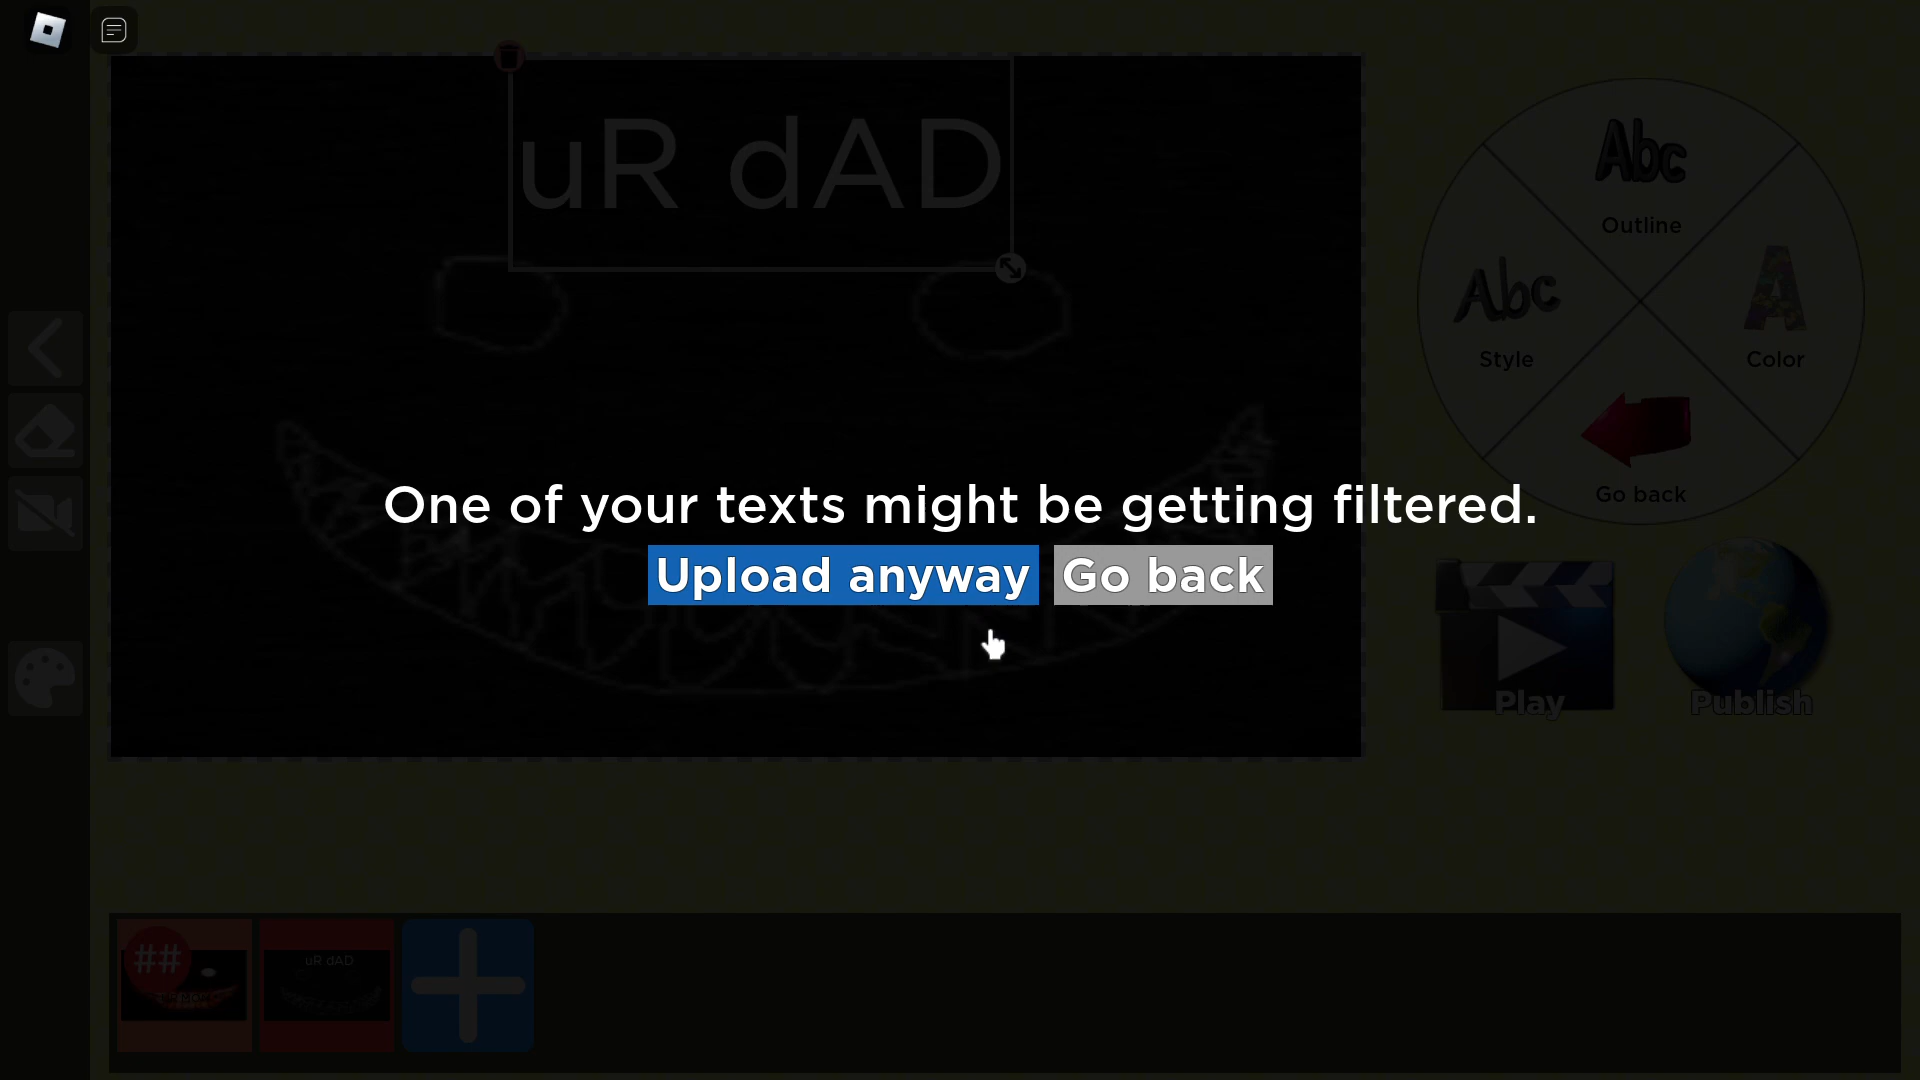 uR dAD
Abc
Outline
Abc
Style
A
Color
Go back
One of your texts might be getting filtered.
Upload anyway Go back
Play
Publish
##
uR dAD